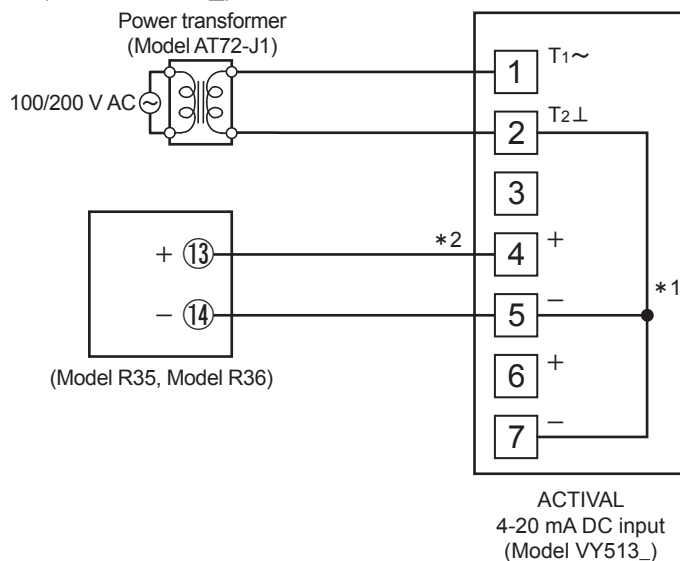 Power transformer
(Model AT72-J1)
100/200 V AC
1 T1~
2 T2⊥
3
*2 4 +
+ ⑬
*1
5 −
− ⑭
6 +
(Model R35, Model R36)
7 −
ACTIVAL
4-20 mA DC input
(Model VY513_)